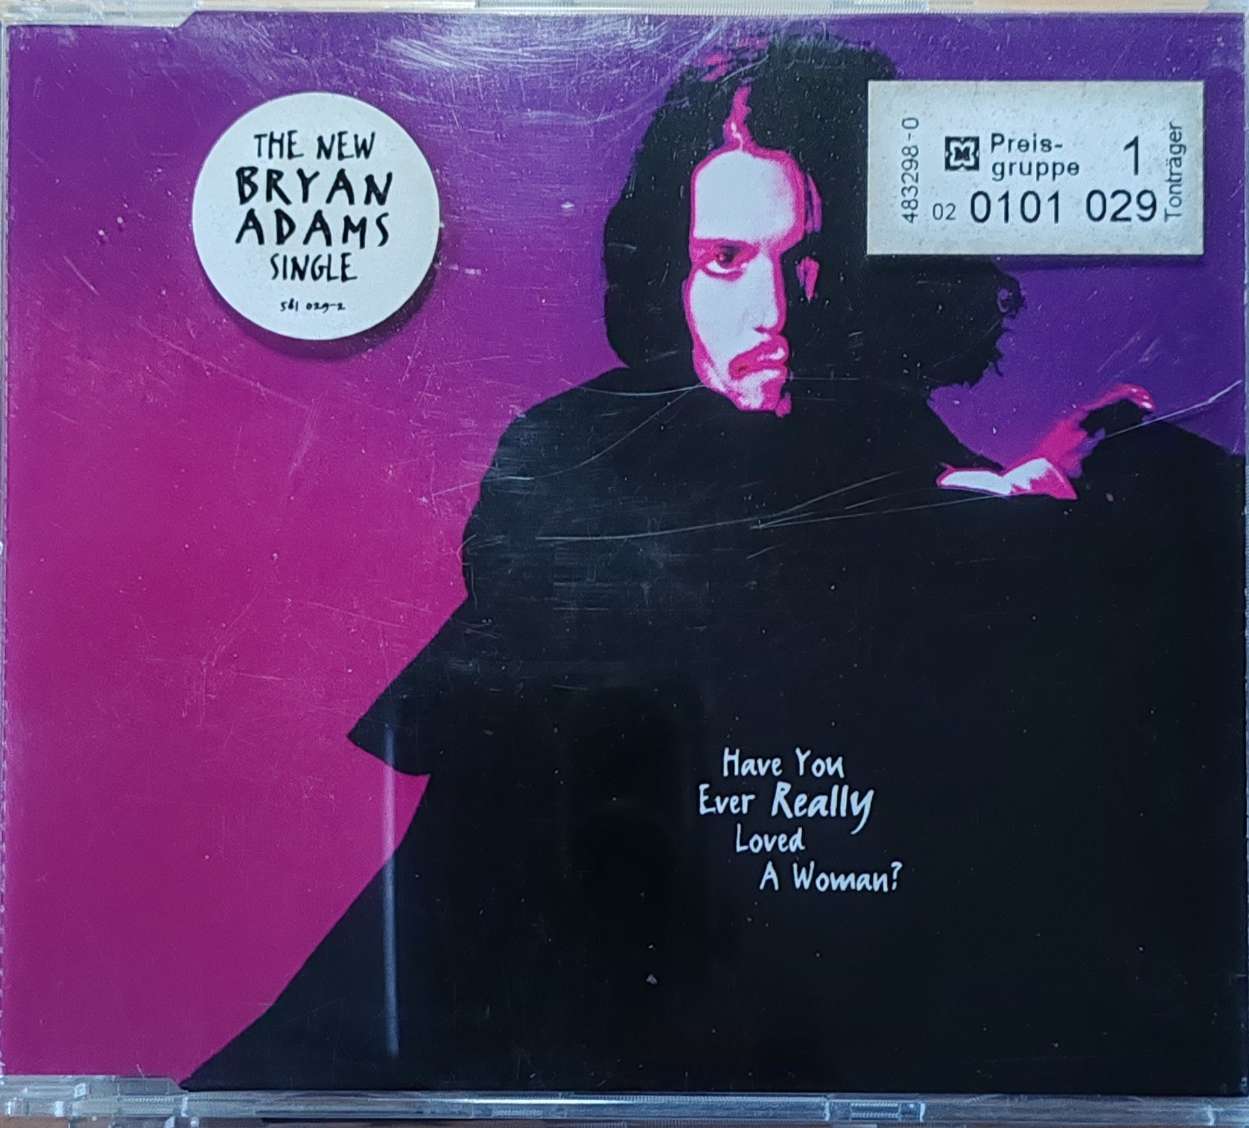 THE NEW
BRYAN
ADAMS
SINGLE
561 029-2
483298-0
Preis-
gruppe 1
02 0101 029
Tonträger
Have You
Ever Really
Loved
A Woman?